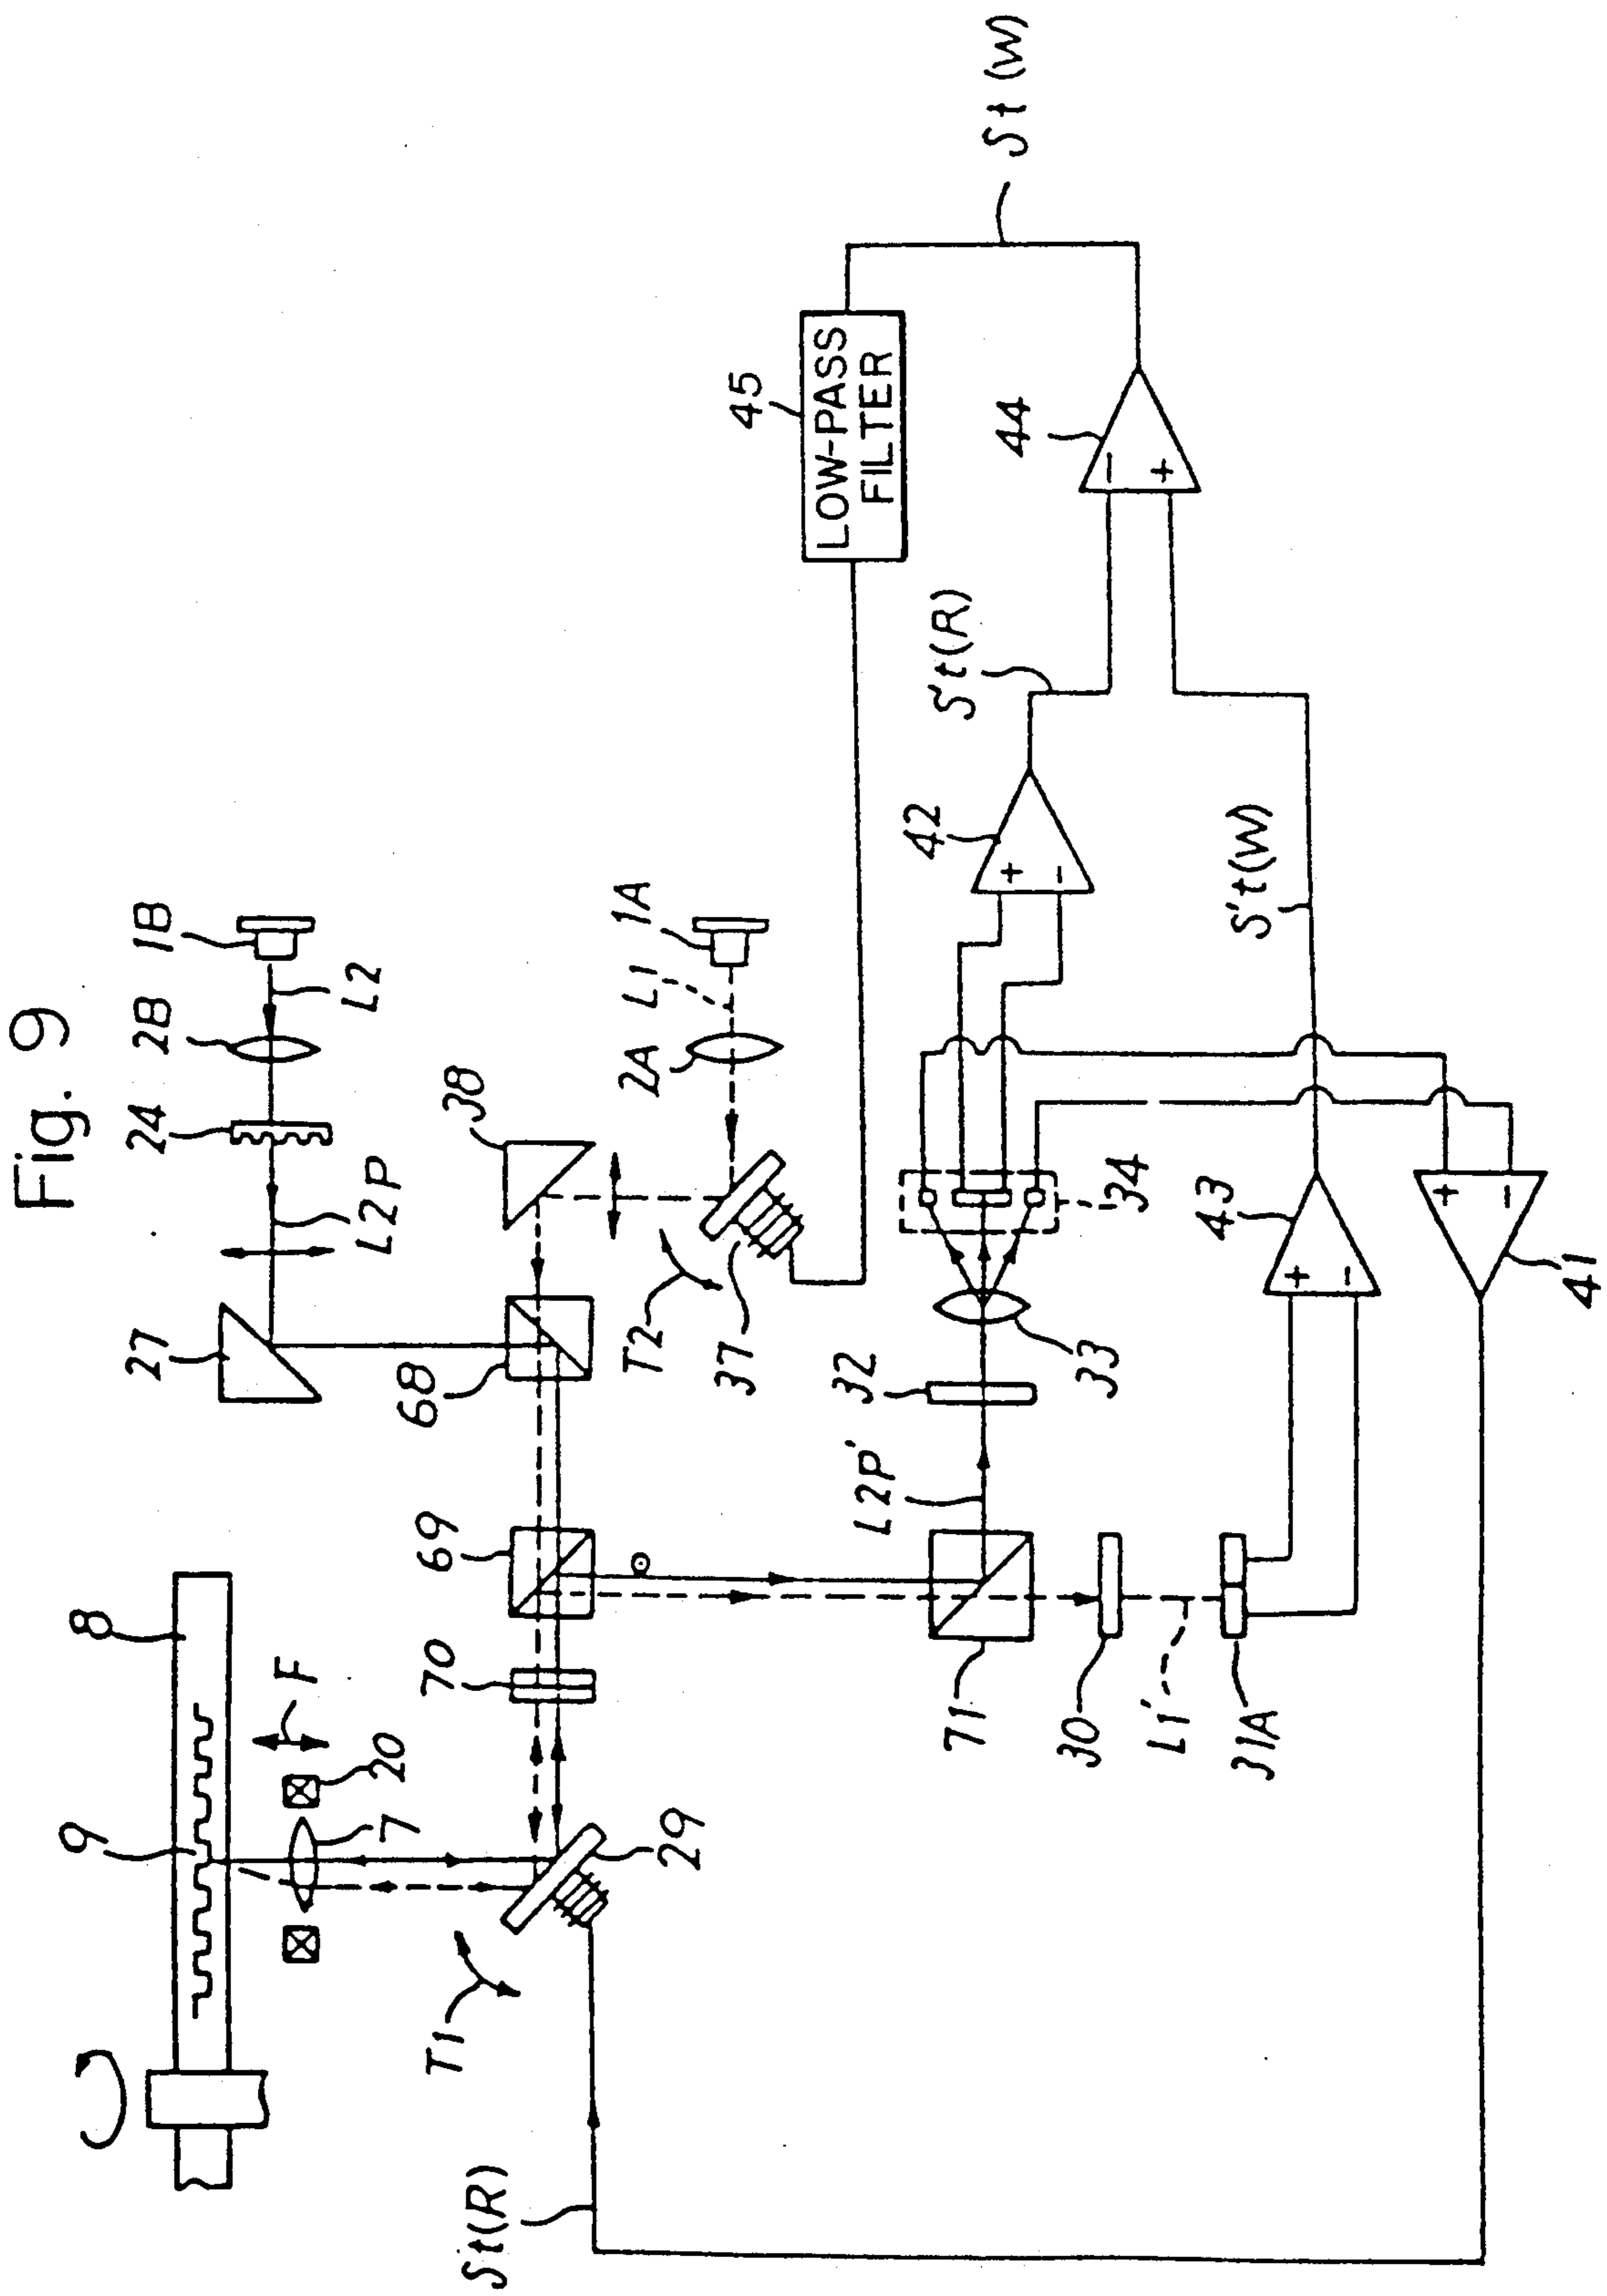 Fig. 9
9
8
F
20
7
T1
29
St(R)
70
69
27
L2P
24
2B
1B
L2
68
38
T2
37
2A
L1
1A
45
LOW-PASS
FILTER
L2P'
71
32
33
34
30
L1'
31A
42
+
−
S't(R)
43
+
−
S't(W)
41
+
−
44
−
+
St (W)